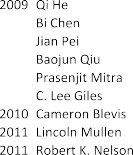 2009 Qi He
Bi Chen
Jian Pei
Baojun Qiu
Prasenjit Mitra
C. Lee Giles
2010 Cameron Blevis
2011 Lincoln Mullen
2011 Robert K. Nelson